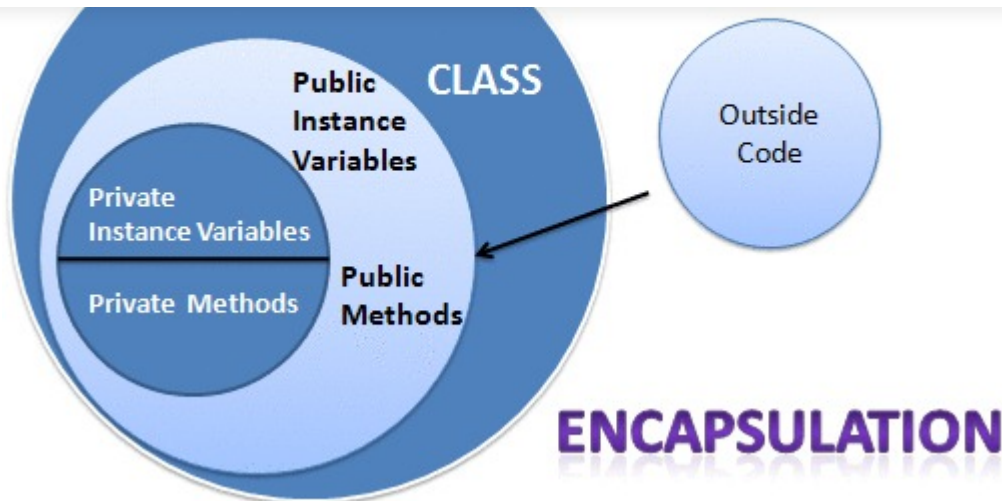 CLASS
Public
Instance
Variables
Private
Instance Variables
Private Methods
Public
Methods
Outside
Code
ENCAPSULATION